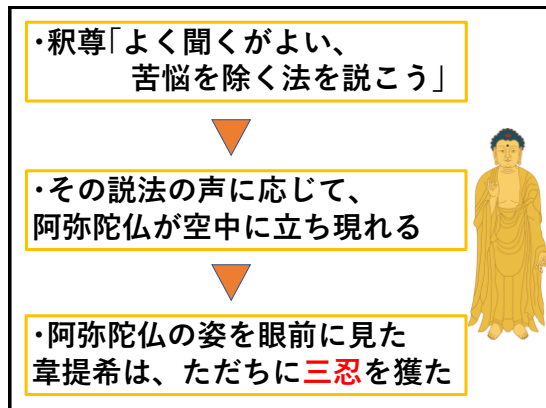 ・釈尊「よく聞くがよい、
苦悩を除く法を説こう」
・その説法の声に応じて、
阿弥陀仏が空中に立ち現れる
・阿弥陀仏の姿を眼前に見た
韋提希は、ただちに三忍を獲た